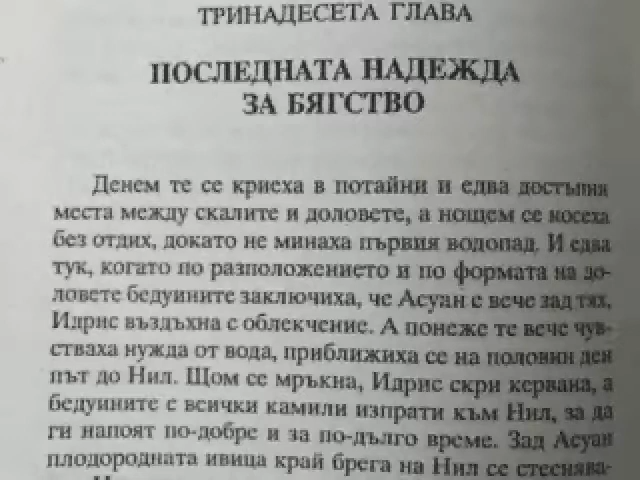 ТРИНАДЕСЕТА ГЛАВА
ПОСЛЕДНАТА НАДЕЖДА
ЗА БЯГСТВО
Денем те се криеха в потайни и едва достъпни
места между скалите и доловете, а нощем се носеха
без отдих, докато не минаха първия водопад. И едва
тук, когато по разположението и по формата на до-
ловете бедуините заключиха, че Асуан е вече зад тях,
Идрис въздъхна с облекчение. А понеже те вече чув-
стваха нужда от вода, приближиха се на половин ден
път до Нил. Щом се мръкна, Идрис скри кервана, а
бедуините с всички камили изпрати към Нил, за да
ги напоят по-добре и за по-дълго време. Зад Асуан
плодородната ивица край брега на Нил се стеснява-